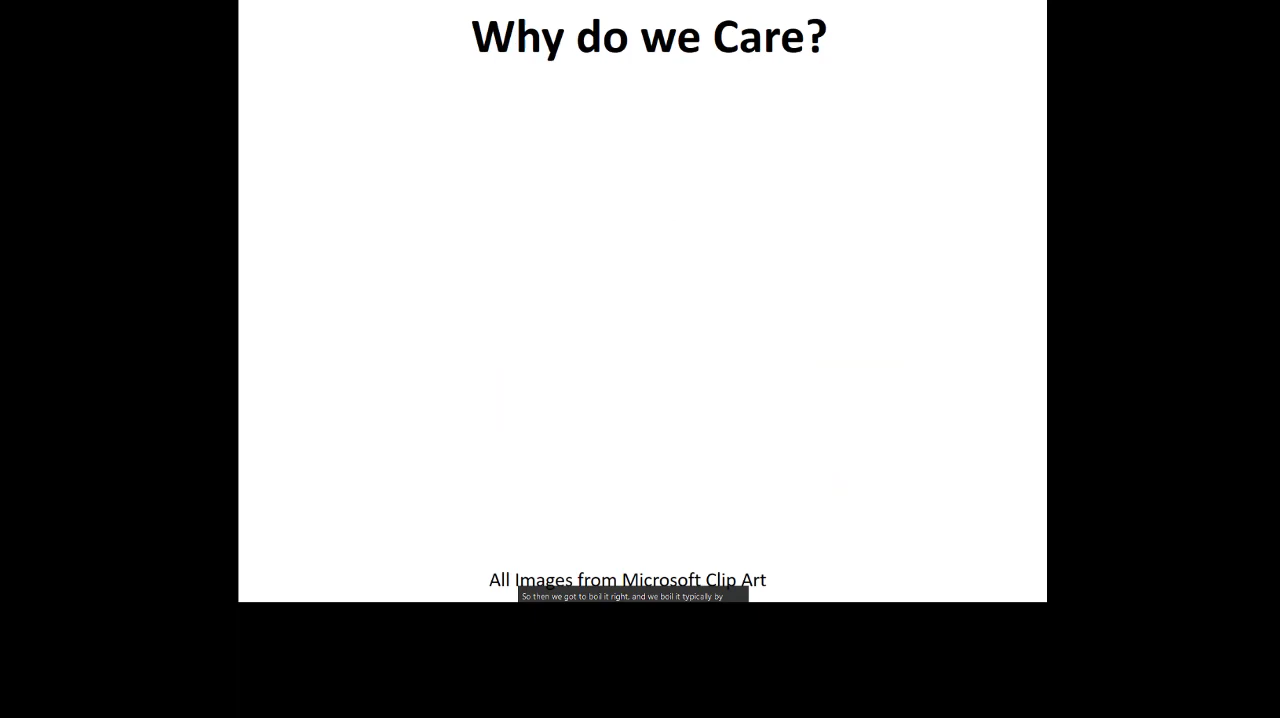 Why do we Care?
All Images from Microsoft Clip Art
So then we got to boil it right, and we boil it typically by